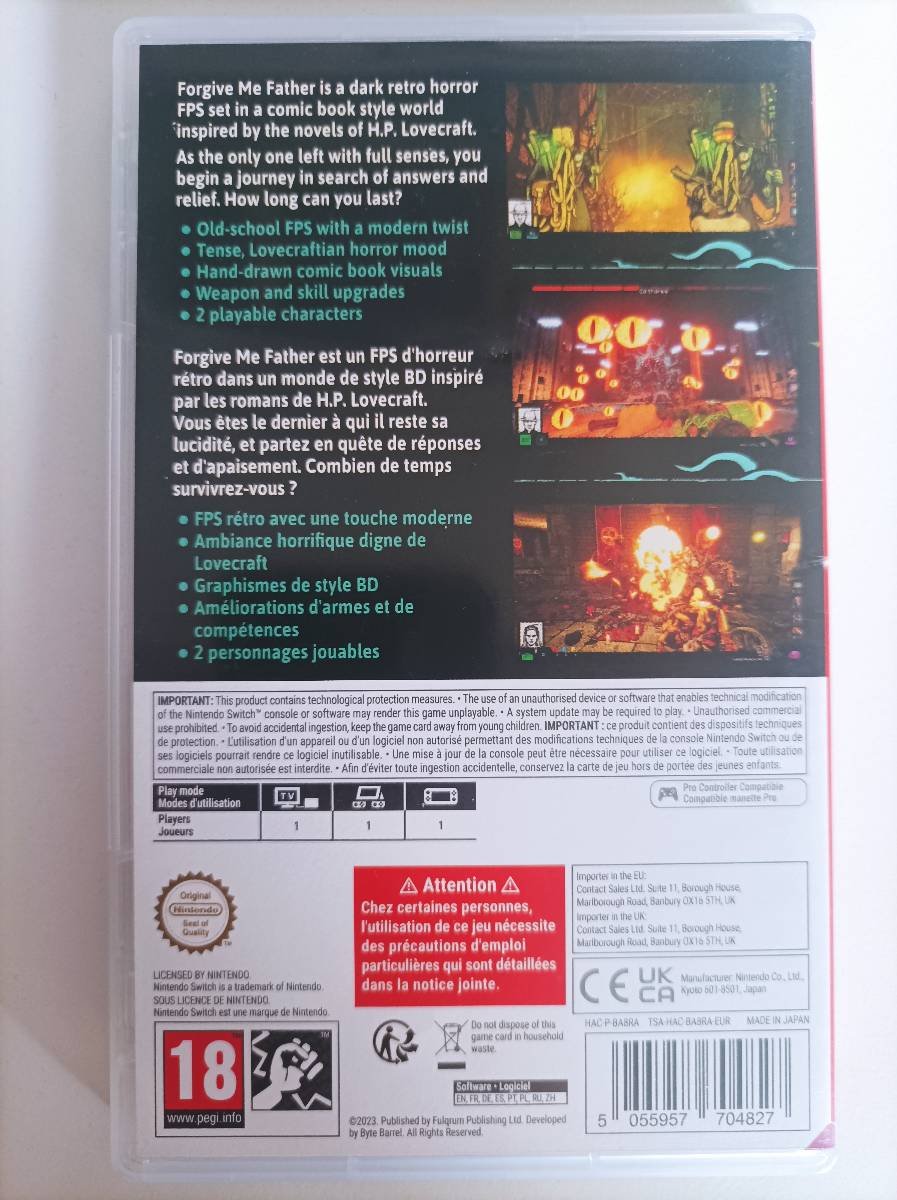 Forgive Me Father is a dark retro horror
FPS set in a comic book style world
inspired by the novels of H.P. Lovecraft.
As the only one left with full senses, you
begin a journey in search of answers and
relief. How long can you last?
• Old-school FPS with a modern twist
• Tense, Lovecraftian horror mood
• Hand-drawn comic book visuals
• Weapon and skill upgrades
• 2 playable characters
Forgive Me Father est un FPS d'horreur
rétro dans un monde de style BD inspiré
par les romans de H.P. Lovecraft.
Vous êtes le dernier à qui il reste sa
lucidité, et partez en quête de réponses
et d'apaisement. Combien de temps
survivrez-vous ?
• FPS rétro avec une touche moderne
• Ambiance horrifique digne de
Lovecraft
• Graphismes de style BD
• Améliorations d'armes et de
compétences
• 2 personnages jouables
IMPORTANT: This product contains technological protection measures. • The use of an unauthorised device or software that enables technical modification
of the Nintendo Switch™ console or software may render this game unplayable. • A system update may be required to play. • Unauthorised commercial
use prohibited. • To avoid accidental ingestion, keep the game card away from young children. IMPORTANT : ce produit contient des dispositifs techniques
de protection. • L'utilisation d'un appareil ou d'un logiciel non autorisé permettant des modifications techniques de la console Nintendo Switch ou de
ses logiciels pourrait rendre ce logiciel inutilisable. • Une mise à jour de la console peut être nécessaire pour utiliser ce logiciel. • Toute utilisation
commerciale non autorisée est interdite. • Afin d'éviter toute ingestion accidentelle, conservez la carte de jeu hors de portée des jeunes enfants.
Play mode
Modes d'utilisation
TV
Players
Joueurs
1 1 1
Pro Controller Compatible
Compatible manette Pro
Original
Nintendo
Seal of
Quality
TM
LICENSED BY NINTENDO
Nintendo Switch is a trademark of Nintendo.
SOUS LICENCE DE NINTENDO.
Nintendo Switch est une marque de Nintendo.
⚠ Attention ⚠
Chez certaines personnes,
l'utilisation de ce jeu nécessite
des précautions d'emploi
particulières qui sont détaillées
dans la notice jointe.
Importer in the EU:
Contact Sales Ltd. Suite 11, Borough House,
Marlborough Road, Banbury OX16 5TH, UK
Importer in the UK:
Contact Sales Ltd. Suite 11, Borough House,
Marlborough Road, Banbury OX16 5TH, UK
CE UK
CA
Manufacturer: Nintendo Co., Ltd.,
Kyoto 601-8501, Japan
HAC-P-BA8RA TSA-HAC-BA8RA-EUR MADE IN JAPAN
18
www.pegi.info
TM
Do not dispose of this
game card in household
waste.
Software • Logiciel
EN, FR, DE, ES, PT, PL, RU, ZH
©2023. Published by Fulqrum Publishing Ltd. Developed
by Byte Barrel. All Rights Reserved.
5 055957 704827